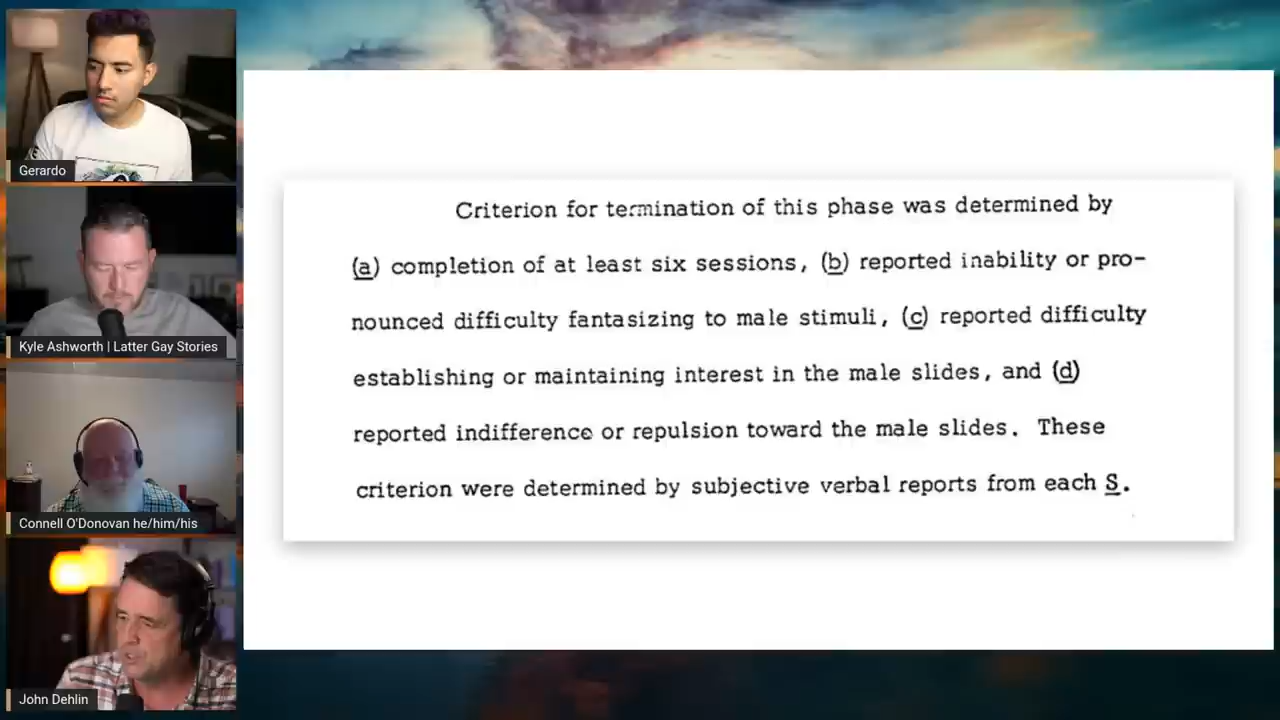 Gerardo
Kyle Ashworth | Latter Gay Stories
Connell O'Donovan he/him/his
John Dehlin
Criterion for termination of this phase was determined by
(a) completion of at least six sessions, (b) reported inability or pro-
nounced difficulty fantasizing to male stimuli, (c) reported difficulty
establishing or maintaining interest in the male slides, and (d)
reported indifference or repulsion toward the male slides. These
criterion were determined by subjective verbal reports from each S.